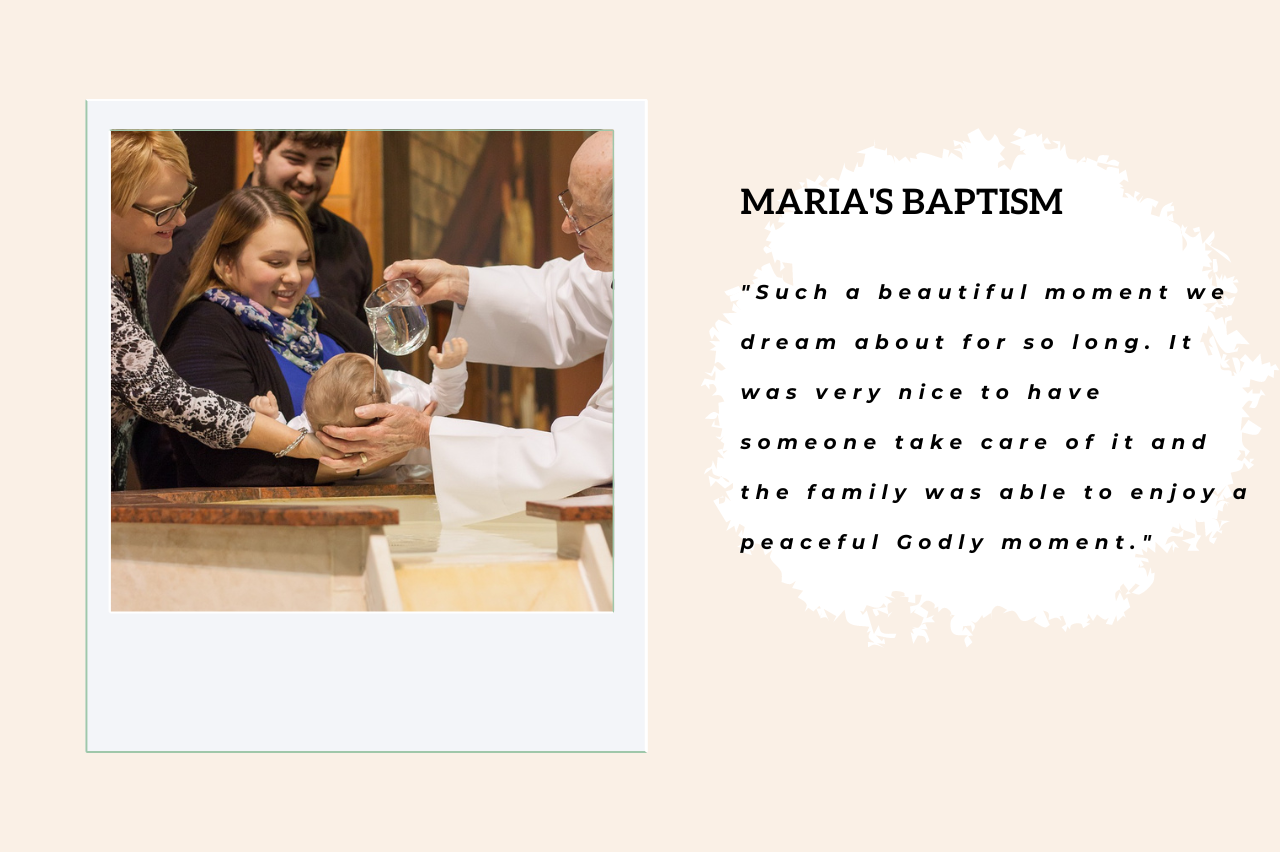 MARIA'S BAPTISM
"Such a beautiful moment we
dream about for so long. It
was very nice to have
someone take care of it and
the family was able to enjoy a
peaceful Godly moment."